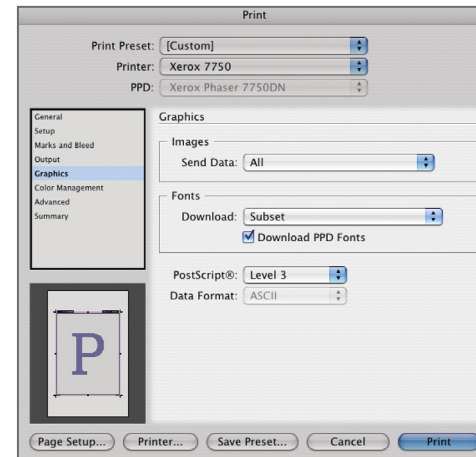 Print
Print Preset: [Custom]
Printer: Xerox 7750
PPD: Xerox Phaser 7750DN
General
Setup
Marks and Bleed
Output
Graphics
Color Management
Advanced
Summary
Graphics
Images
Send Data: All
Fonts
Download: Subset
Download PPD Fonts
PostScript®: Level 3
Data Format: ASCII
P
Page Setup... Printer... Save Preset... Cancel Print